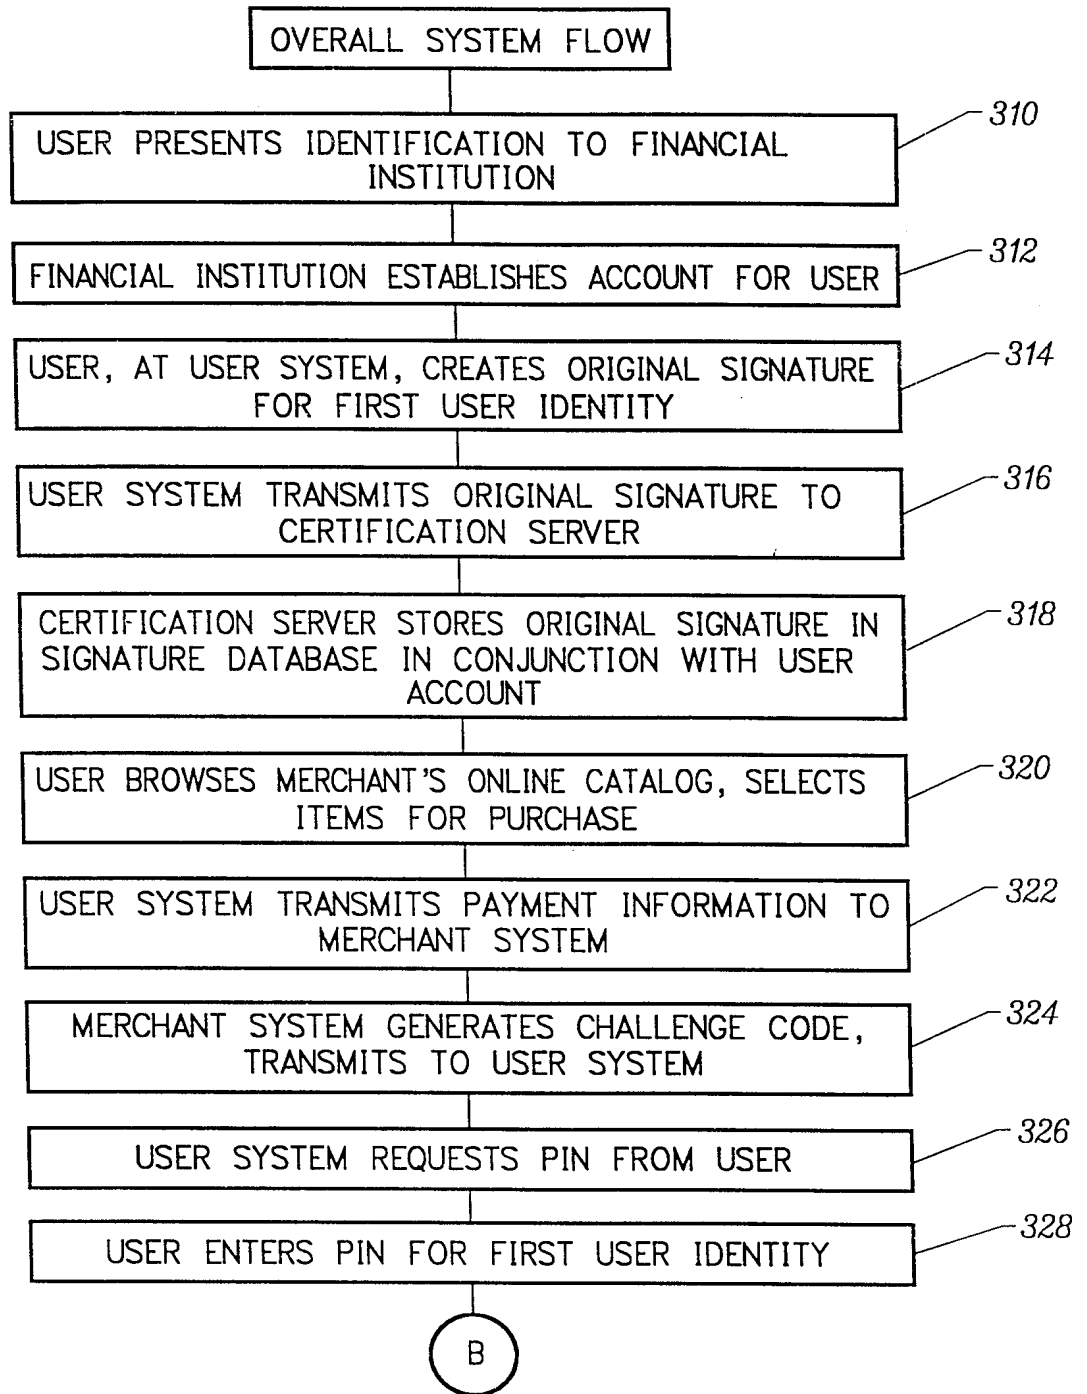 OVERALL SYSTEM FLOW
310
USER PRESENTS IDENTIFICATION TO FINANCIAL
INSTITUTION
312
FINANCIAL INSTITUTION ESTABLISHES ACCOUNT FOR USER
314
USER, AT USER SYSTEM, CREATES ORIGINAL SIGNATURE
FOR FIRST USER IDENTITY
316
USER SYSTEM TRANSMITS ORIGINAL SIGNATURE TO
CERTIFICATION SERVER
318
CERTIFICATION SERVER STORES ORIGINAL SIGNATURE IN
SIGNATURE DATABASE IN CONJUNCTION WITH USER
ACCOUNT
320
USER BROWSES MERCHANT'S ONLINE CATALOG, SELECTS
ITEMS FOR PURCHASE
322
USER SYSTEM TRANSMITS PAYMENT INFORMATION TO
MERCHANT SYSTEM
324
MERCHANT SYSTEM GENERATES CHALLENGE CODE,
TRANSMITS TO USER SYSTEM
326
USER SYSTEM REQUESTS PIN FROM USER
328
USER ENTERS PIN FOR FIRST USER IDENTITY
B